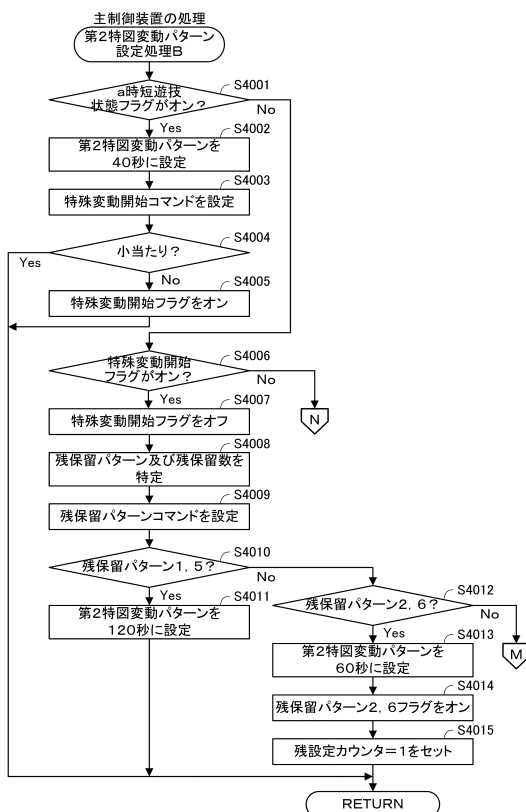 主制御装置の処理
第2特図変動パターン
設定処理B
S4001
a時短遊技
状態フラグがオン?
No
Yes
S4002
第2特図変動パターンを
40秒に設定
S4003
特殊変動開始コマンドを設定
S4004
小当たり?
Yes
No
S4005
特殊変動開始フラグをオン
S4006
特殊変動開始
フラグがオン?
No
Yes
N
S4007
特殊変動開始フラグをオフ
S4008
残保留パターン及び残保留数を
特定
S4009
残保留パターンコマンドを設定
S4010
残保留パターン1, 5?
No
Yes
S4011
第2特図変動パターンを
120秒に設定
S4012
残保留パターン2, 6?
No
Yes
M
S4013
第2特図変動パターンを
60秒に設定
S4014
残保留パターン2, 6フラグをオン
S4015
残設定カウンタ=1をセット
RETURN